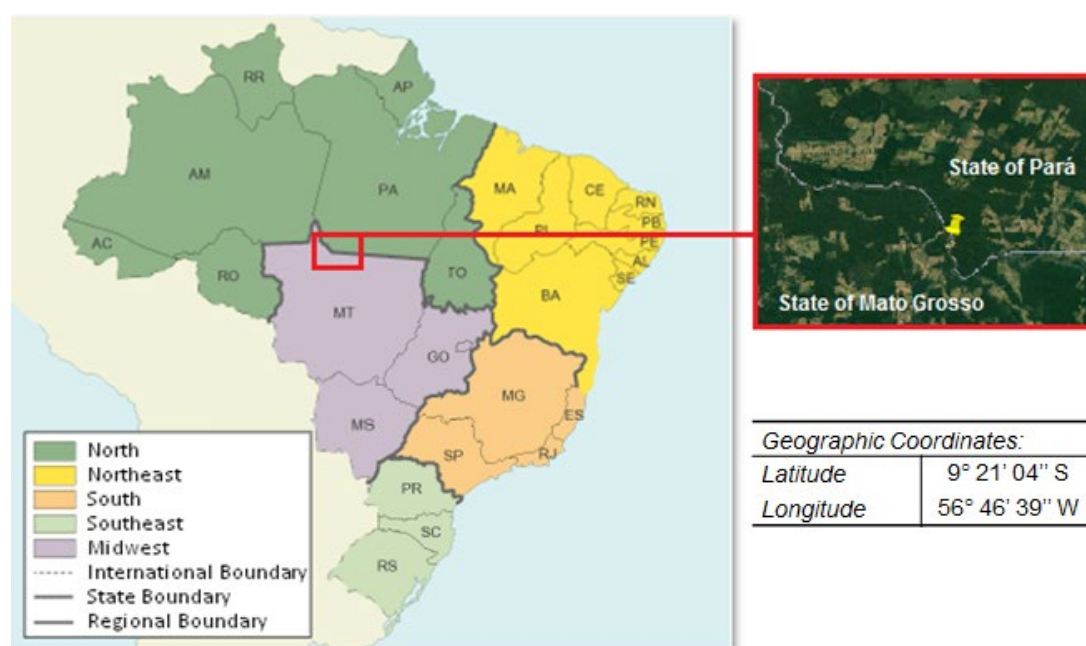 RR
AP
AM
PA
MA
CE
RN
PB
PI
PE
AC
AL
RO
TO
SE
BA
MT
GO
MG
MS
ES
SP
RJ
PR
SC
RS
North
Northeast
South
Southeast
Midwest
International Boundary
State Boundary
Regional Boundary
State of Pará
State of Mato Grosso
Geographic Coordinates:
Latitude 9° 21' 04" S
Longitude 56° 46' 39" W